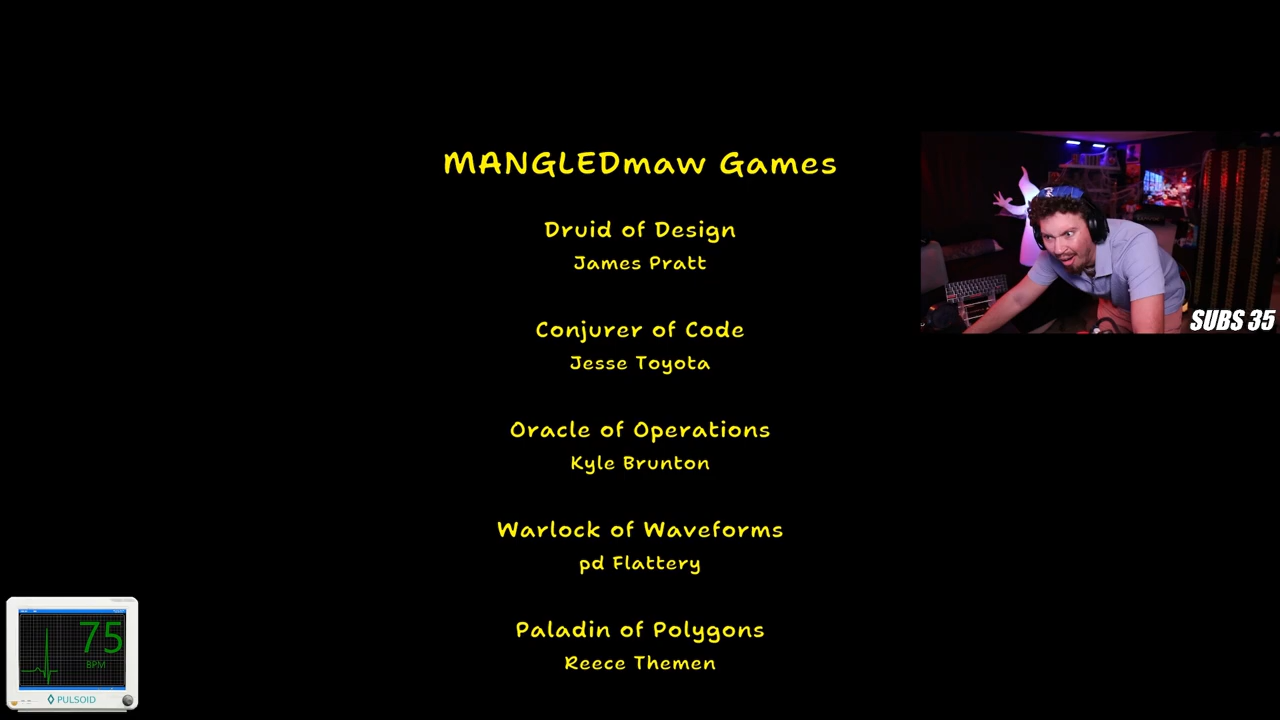 MANGLEDmaw Games
Druid of Design
James Pratt
Conjurer of Code
Jesse Toyota
Oracle of Operations
Kyle Brunton
Warlock of Waveforms
pd Flattery
Paladin of Polygons
Reece Themen
SUBS 35
75
BPM
PULSOID